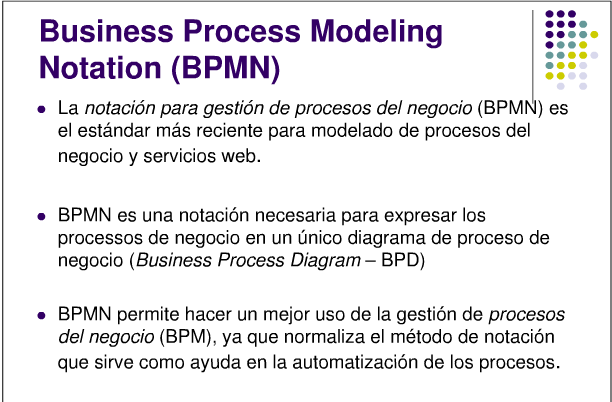 Business Process Modeling
Notation (BPMN)
La notación para gestión de procesos del negocio (BPMN) es
el estándar más reciente para modelado de procesos del
negocio y servicios web.
BPMN es una notación necesaria para expresar los
processos de negocio en un único diagrama de proceso de
negocio (Business Process Diagram – BPD)
BPMN permite hacer un mejor uso de la gestión de procesos
del negocio (BPM), ya que normaliza el método de notación
que sirve como ayuda en la automatización de los procesos.